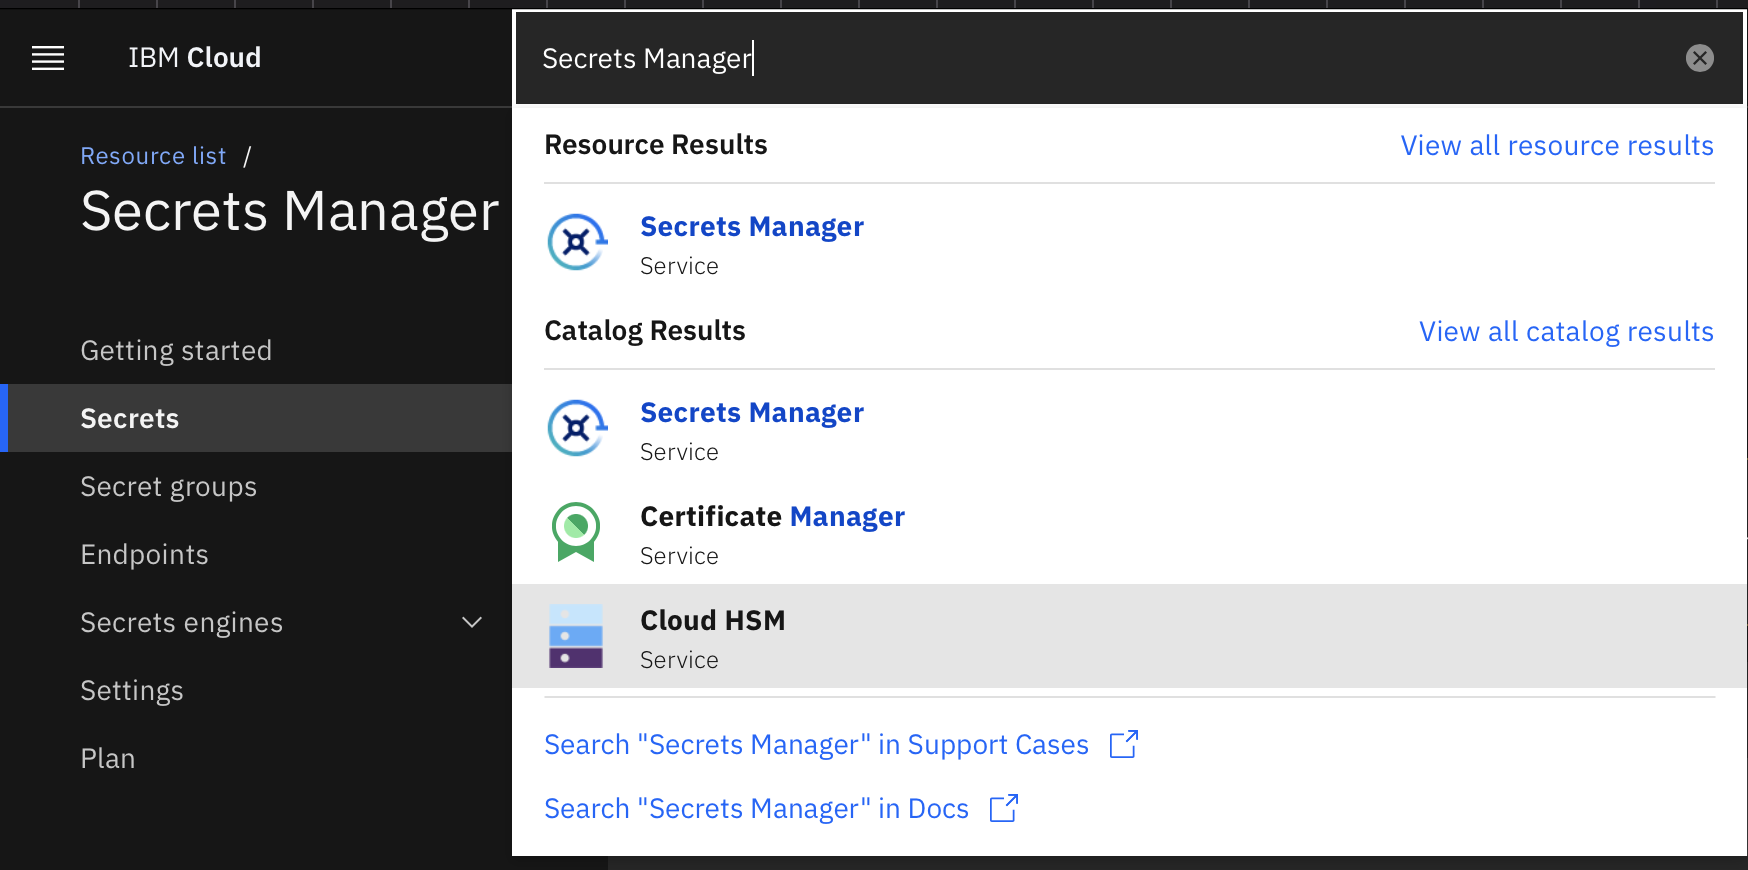 IBM Cloud
Resource list /
Secrets Manager
Getting started
Secrets
Secret groups
Endpoints
Secrets engines
Settings
Plan
Secrets Manager
Resource Results
View all resource results
Secrets Manager
Service
Catalog Results
View all catalog results
Secrets Manager
Service
Certificate Manager
Service
Cloud HSM
Service
Search "Secrets Manager" in Support Cases
Search "Secrets Manager" in Docs